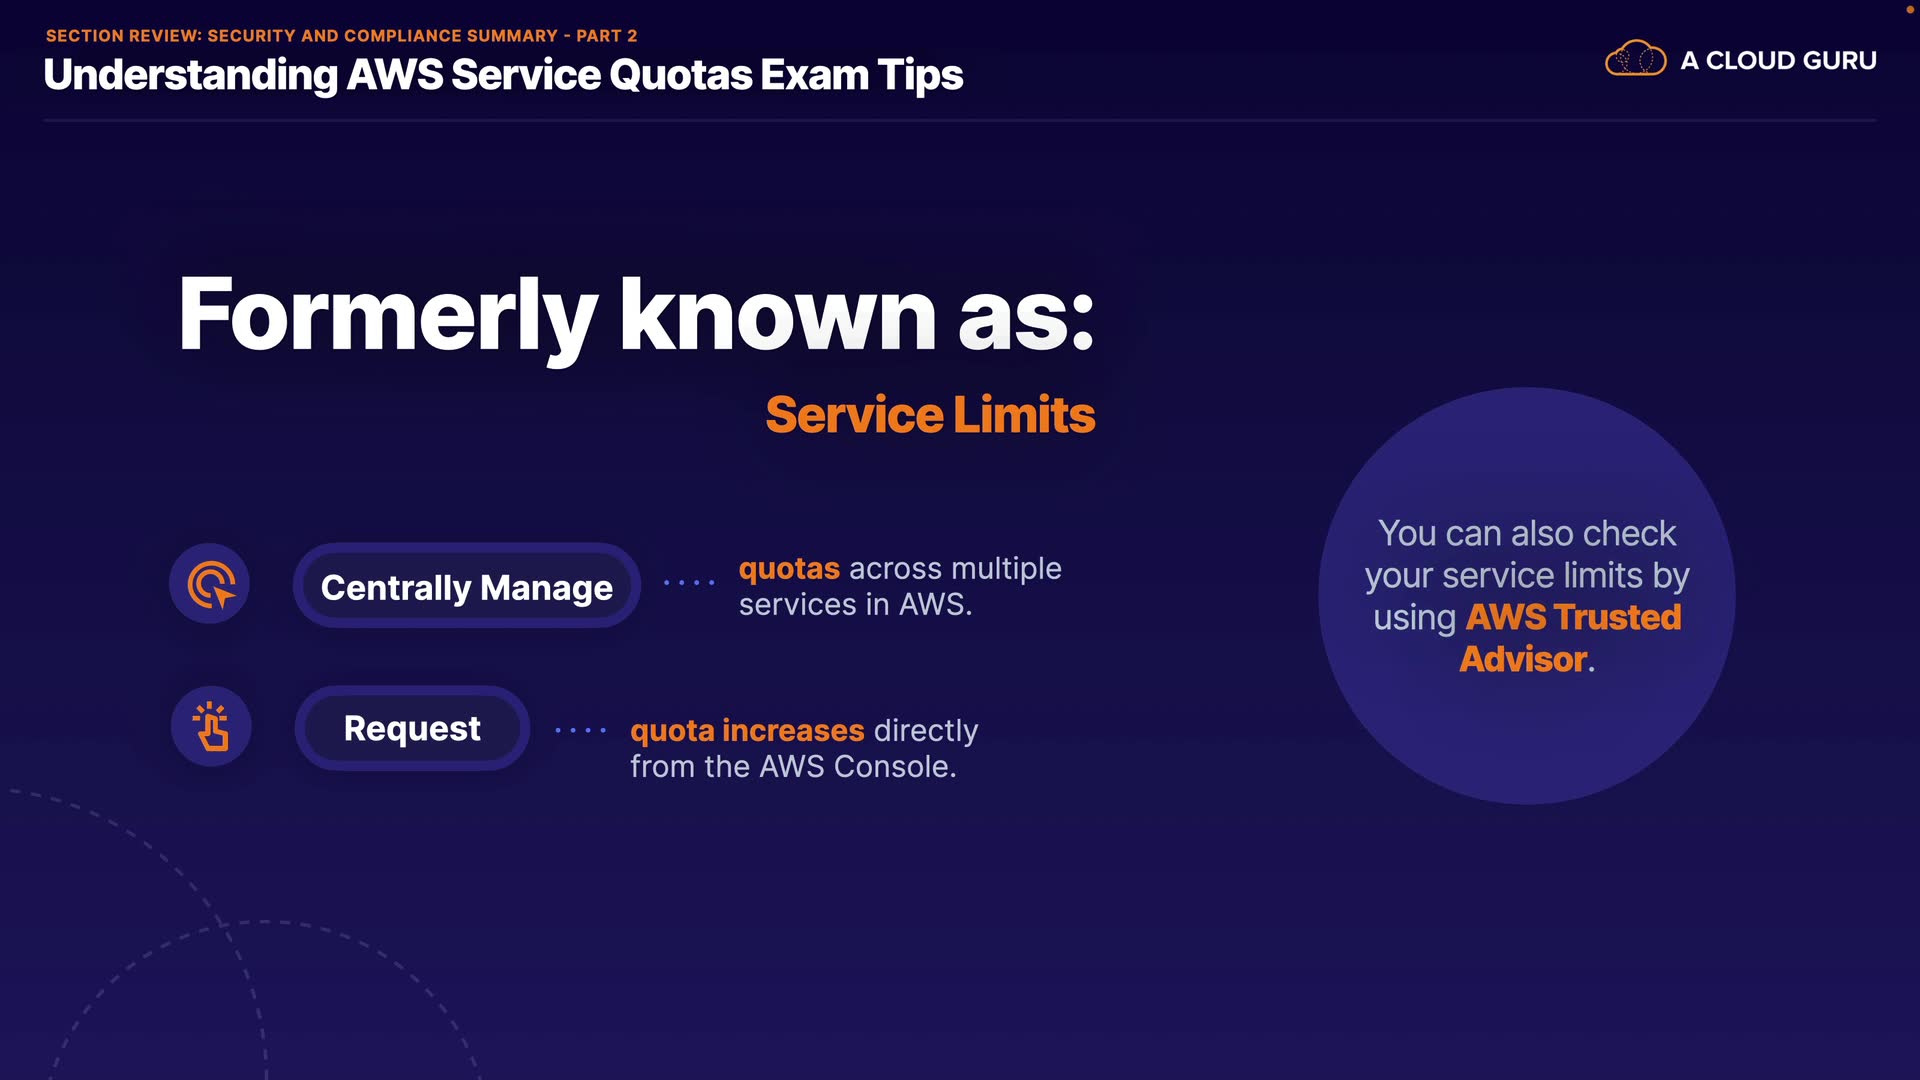 SECTION REVIEW: SECURITY AND COMPLIANCE SUMMARY - PART 2
Understanding AWS Service Quotas Exam Tips
A CLOUD GURU
Formerly known as:
Service Limits
Centrally Manage
quotas across multiple
services in AWS.
Request
quota increases directly
from the AWS Console.
You can also check
your service limits by
using AWS Trusted
Advisor.